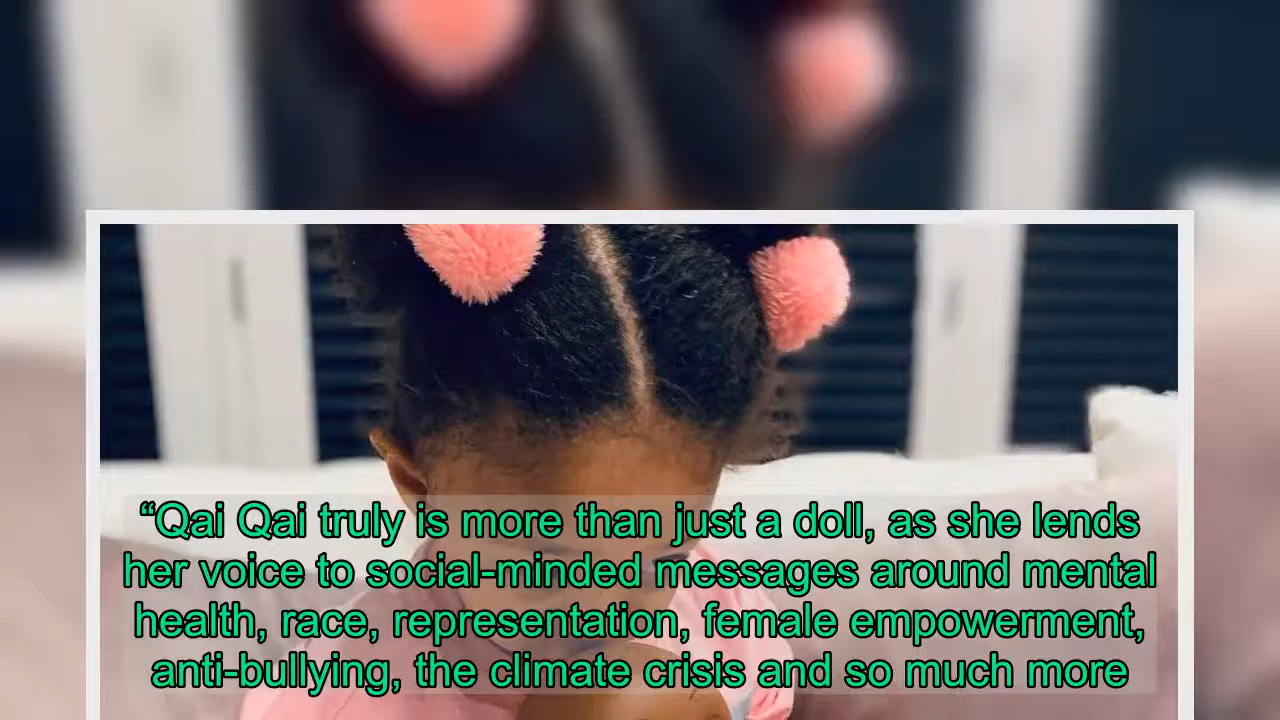 “Qai Qai truly is more than just a doll, as she lends
her voice to social-minded messages around mental
health, race, representation, female empowerment,
anti-bullying, the climate crisis and so much more